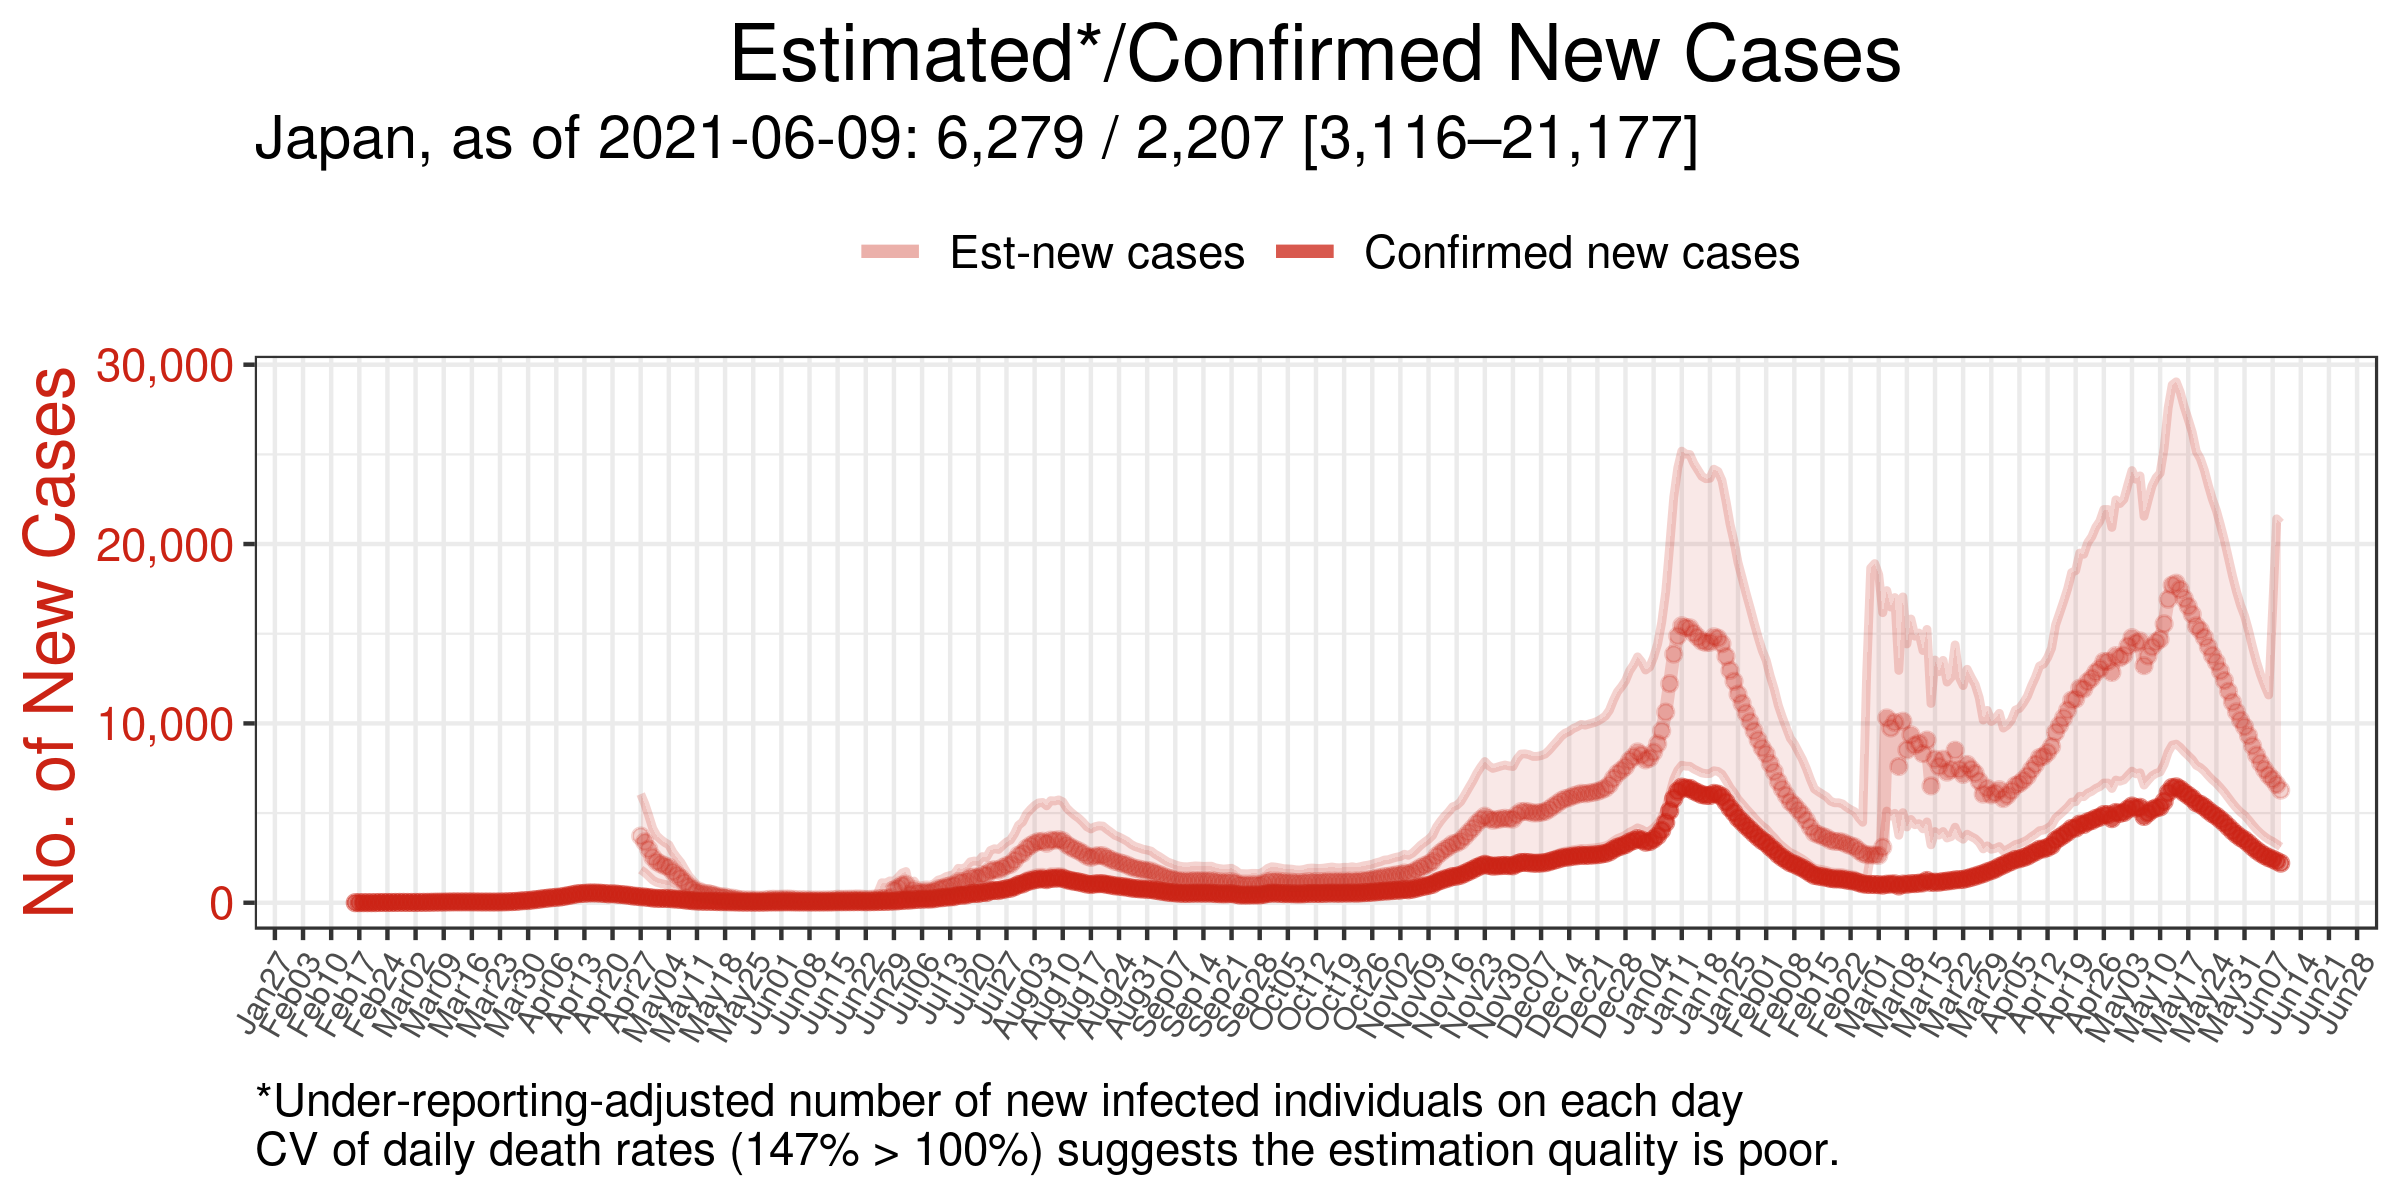 Estimated*/Confirmed New Cases
Japan, as of 2021-06-09: 6,279 / 2,207 [3,116–21,177]
Est-new cases
Confirmed new cases
No. of New Cases
30,000
20,000
10,000
0
Jan27
Feb03
Feb10
Feb17
Feb24
Mar02
Mar09
Mar16
Mar23
Mar30
Apr06
Apr13
Apr20
Apr27
May04
May11
May18
May25
Jun01
Jun08
Jun15
Jun22
Jun29
Jul06
Jul13
Jul20
Jul27
Aug03
Aug10
Aug17
Aug24
Aug31
Sep07
Sep14
Sep21
Sep28
Oct05
Oct12
Oct19
Oct26
Nov02
Nov09
Nov16
Nov23
Nov30
Dec07
Dec14
Dec21
Dec28
Jan04
Jan11
Jan18
Jan25
Feb01
Feb08
Feb15
Feb22
Mar01
Mar08
Mar15
Mar22
Mar29
Apr05
Apr12
Apr19
Apr26
May03
May10
May17
May24
May31
Jun07
Jun14
Jun21
Jun28
*Under-reporting-adjusted number of new infected individuals on each day
CV of daily death rates (147% > 100%) suggests the estimation quality is poor.